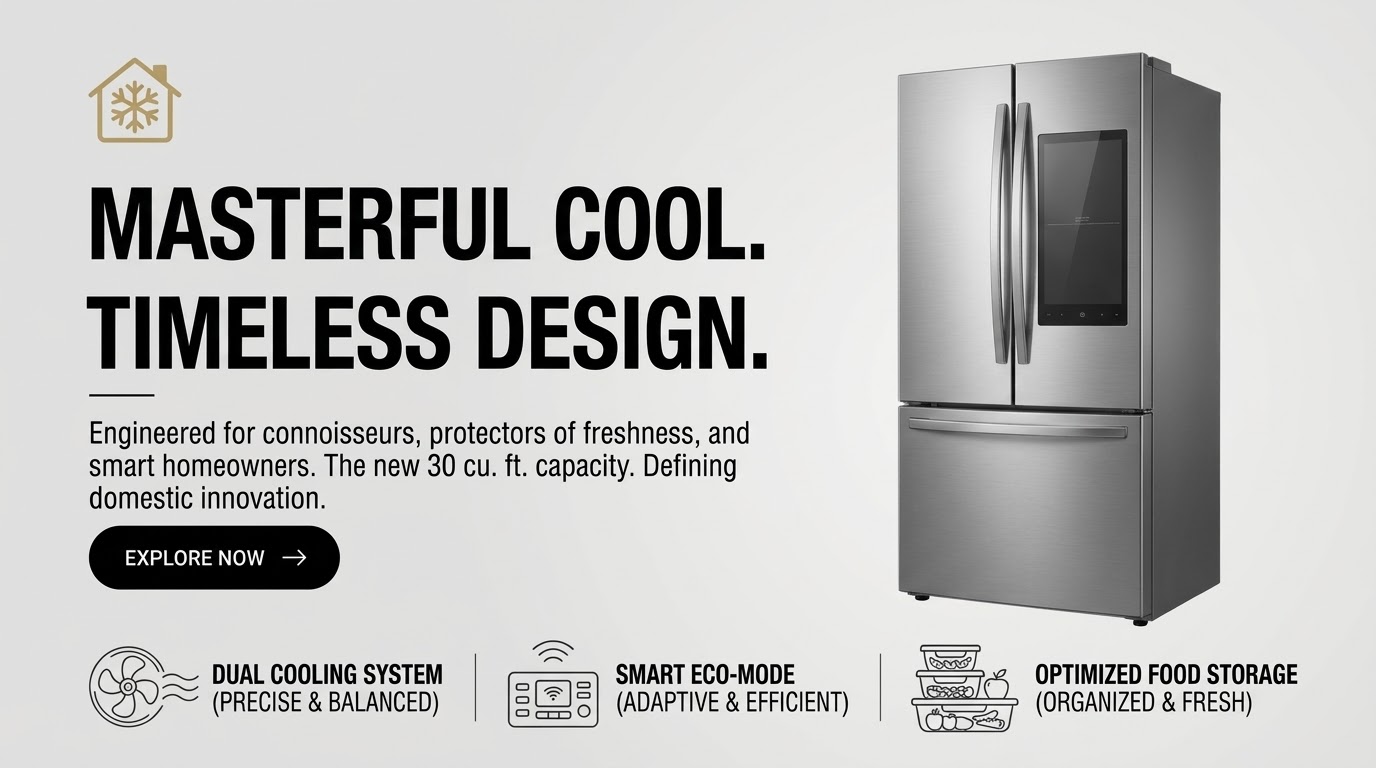 MASTERFUL COOL.
TIMELESS DESIGN.
Engineered for connoisseurs, protectors of freshness, and
smart homeowners. The new 30 cu. ft. capacity. Defining
domestic innovation.
EXPLORE NOW
DUAL COOLING SYSTEM
(PRECISE & BALANCED)
SMART ECO-MODE
(ADAPTIVE & EFFICIENT)
OPTIMIZED FOOD STORAGE
(ORGANIZED & FRESH)